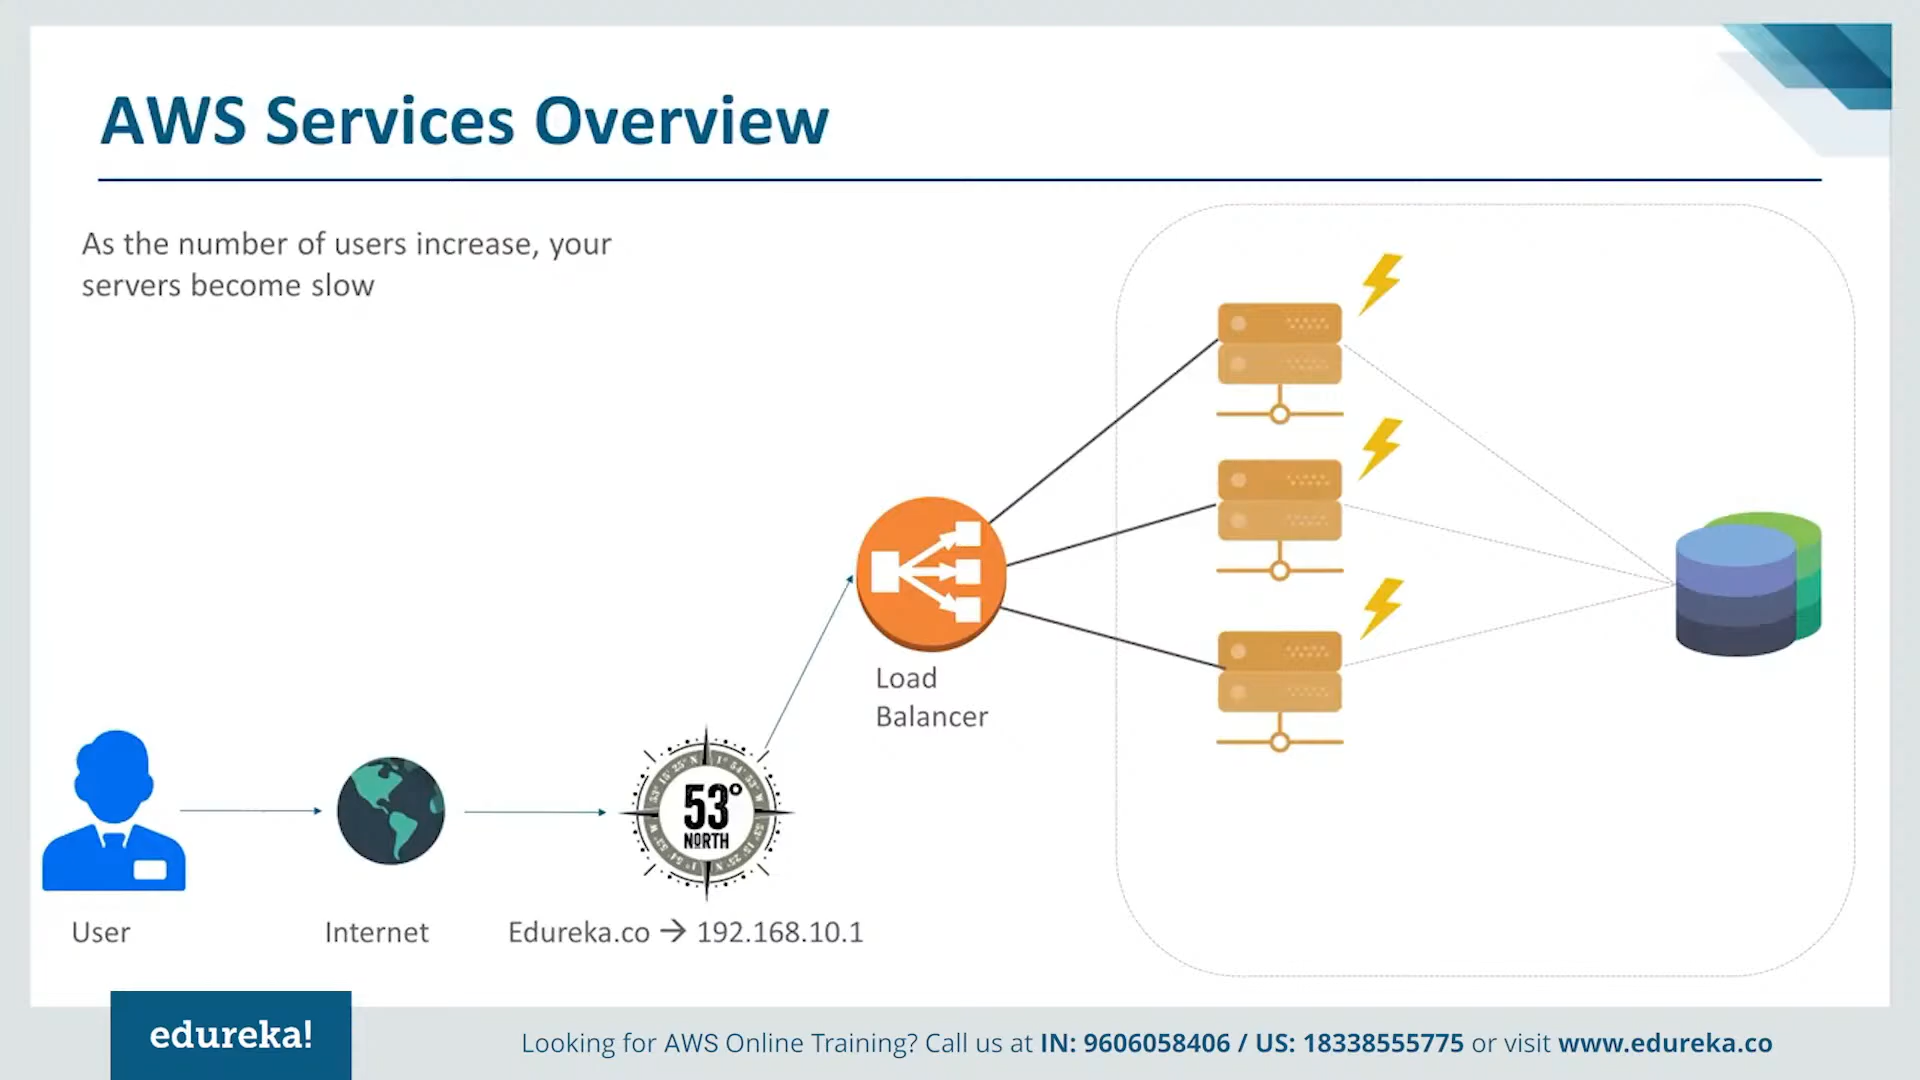 AWS Services Overview
As the number of users increase, your
servers become slow
Load
Balancer
53°
NORTH
User
Internet
Edureka.co → 192.168.10.1
edureka!
Looking for AWS Online Training? Call us at IN: 9606058406 / US: 18338555775 or visit www.edureka.co